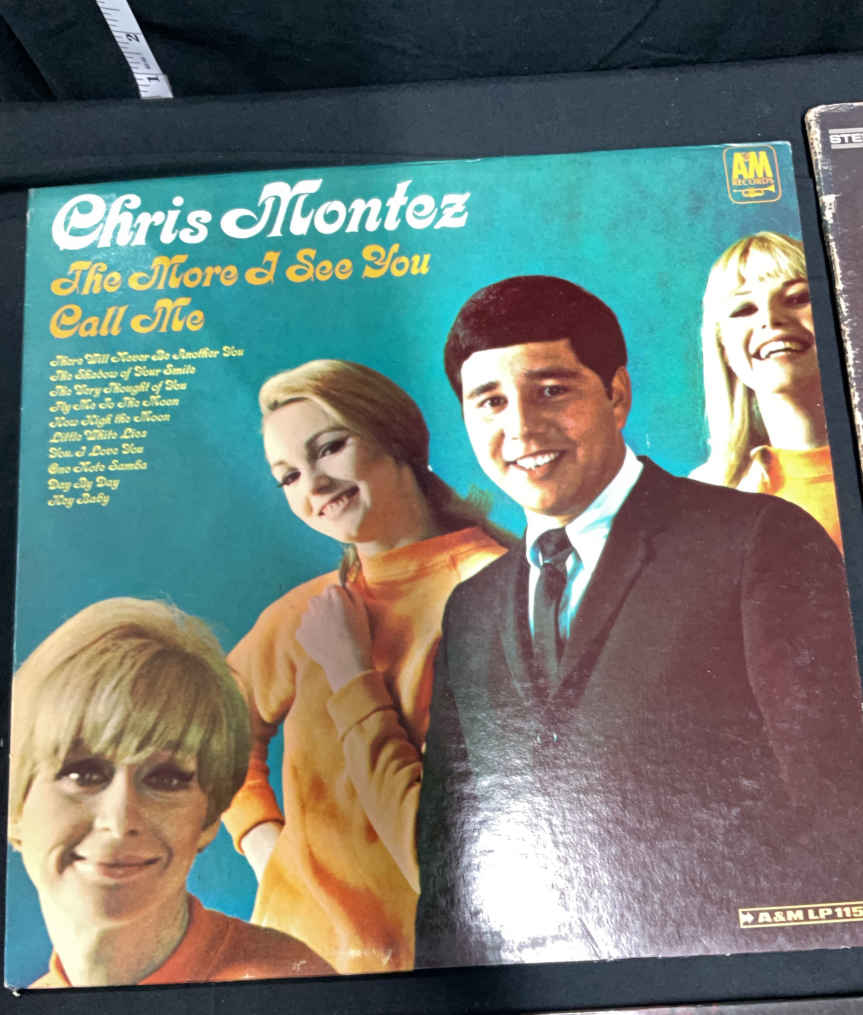 2
1
STE
A&M
RECORDS
Chris Montez
The More I See You
Call Me
There Will Never Be Another You
The Shadow of Your Smile
The Very Thought of You
Fly Me To The Moon
How High the Moon
Little White Lies
You, I Love You
One Note Samba
Day By Day
Hey Baby
A&M LP 115